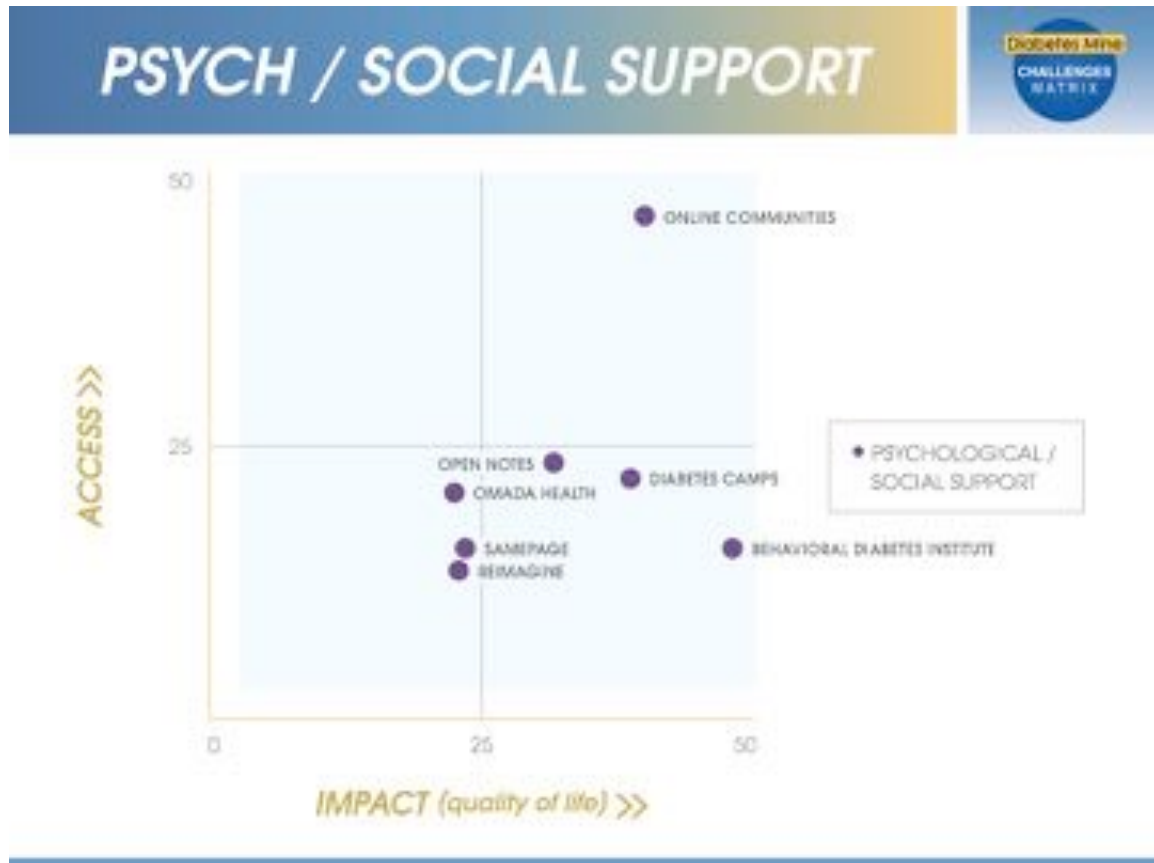 PSYCH / SOCIAL SUPPORT
Diabetes Mine
CHALLENGES
MATRIX
50
ONLINE COMMUNITIES
ACCESS >>
25
OPEN NOTES
DIABETES CAMPS
OMADA HEALTH
• PSYCHOLOGICAL /
SOCIAL SUPPORT
SAMEPAGE
BEHAVIORAL DIABETES INSTITUTE
REIMAGINE
0
25
50
IMPACT (quality of life) >>